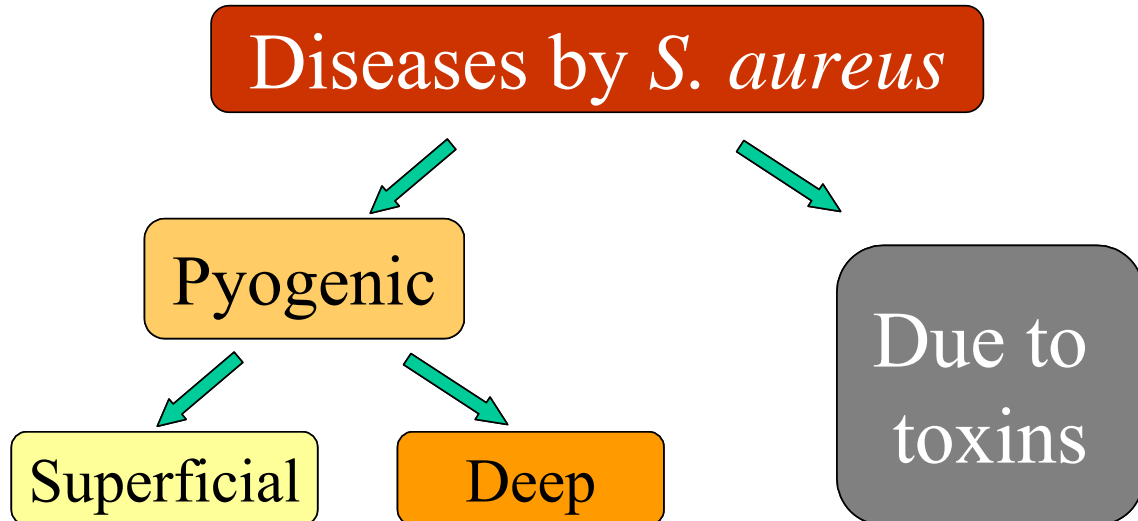 Diseases by S. aureus
Pyogenic
Due to
toxins
Superficial
Deep